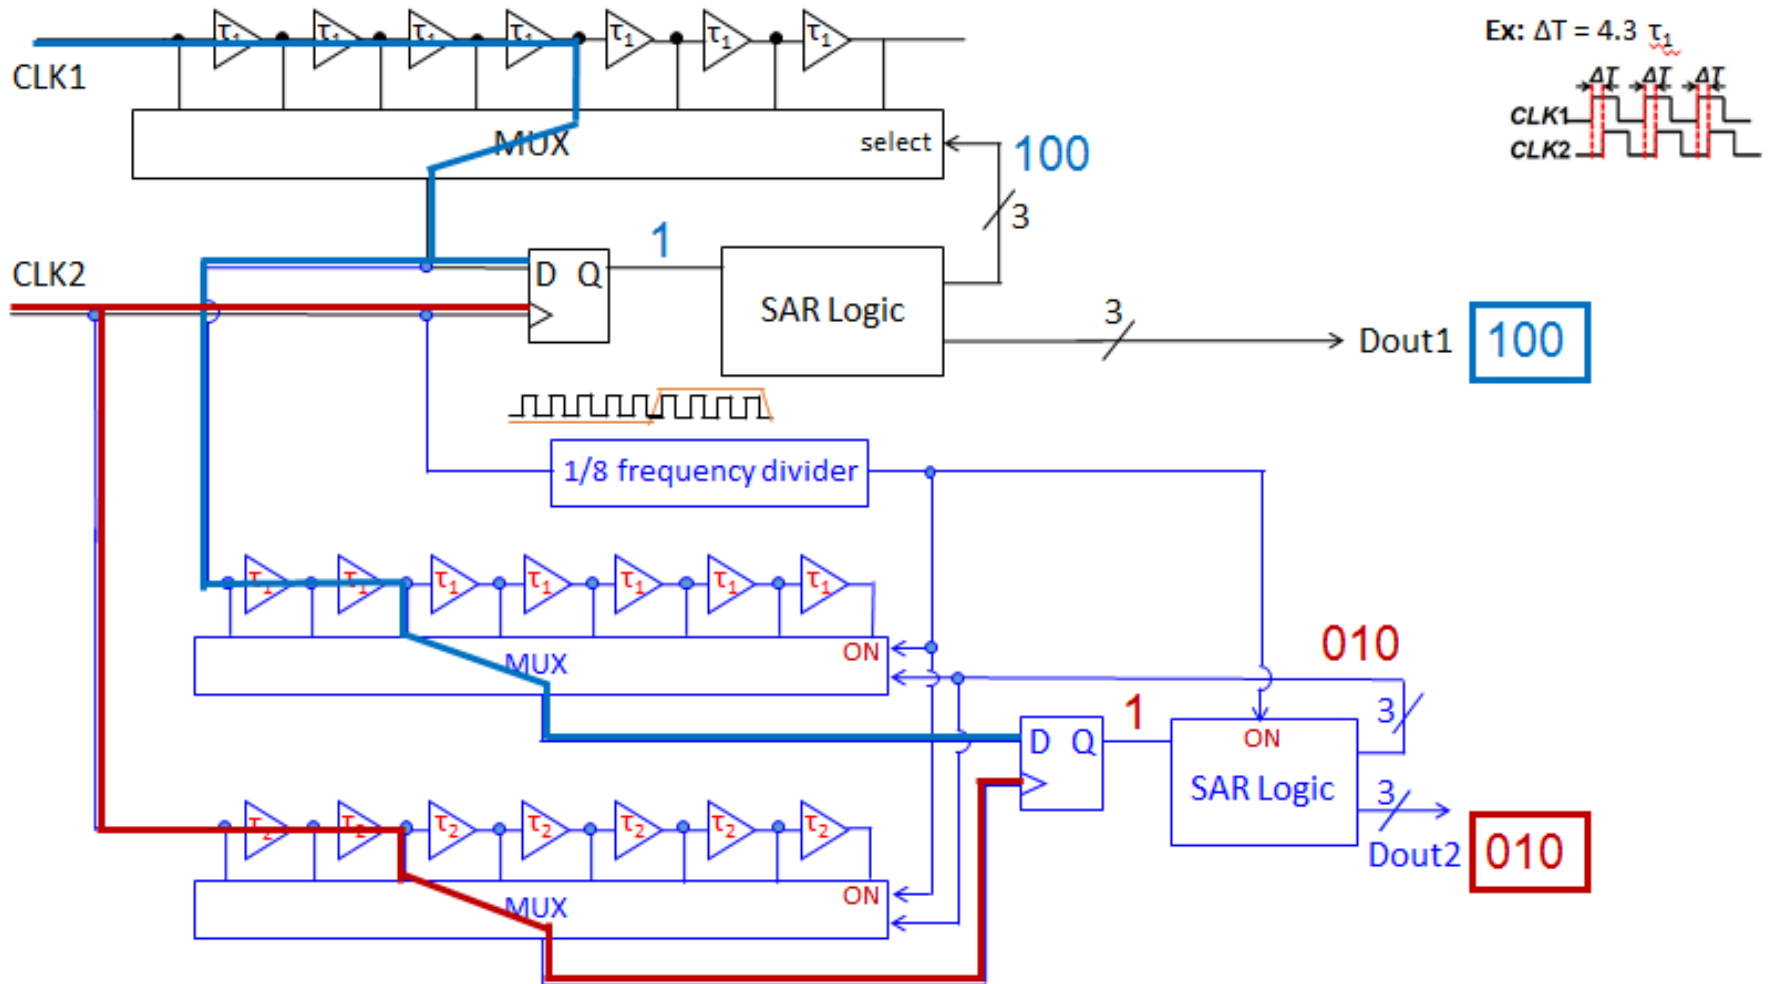 Ex: ΔT = 4.3 τ1
τ1 τ1 τ1 τ1 τ1 τ1 τ1
CLK1
ΔT ΔT ΔT
CLK1
CLK2
MUX
select
100
3
CLK2
1
D Q
SAR Logic
3
Dout1
100
1/8 frequency divider
τ1 τ1 τ1 τ1 τ1 τ1 τ1
MUX
ON
010
3
1
D Q
ON
SAR Logic
3
Dout2
010
τ2 τ2 τ2 τ2 τ2 τ2 τ2
MUX
ON